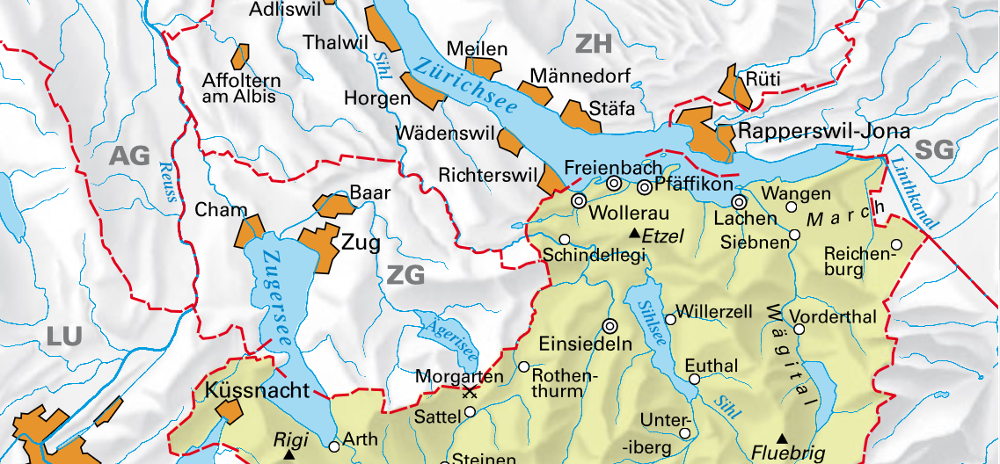 Adliswil
Thalwil
Sihl
Meilen
ZH
Zürichsee
Männedorf
Rüti
Affoltern
am Albis
Horgen
Stäfa
Wädenswil
Rapperswil-Jona
AG
Reuss
SG
Richterswil
Freienbach
Pfäffikon
Linthkanal
Baar
Cham
Wollerau
Lachen
Wangen
March
Zug
Etzel
Siebnen
Schindellegi
Reichen-
burg
Zugersee
ZG
Sihlsee
Willerzell
Wägital
Vorderthal
LU
Ägerisee
Einsiedeln
Euthal
Morgarten
Rothen-
thurm
Küssnacht
Sattel
Sihl
Unter-
-iberg
Rigi
Arth
Fluebrig
Steinen